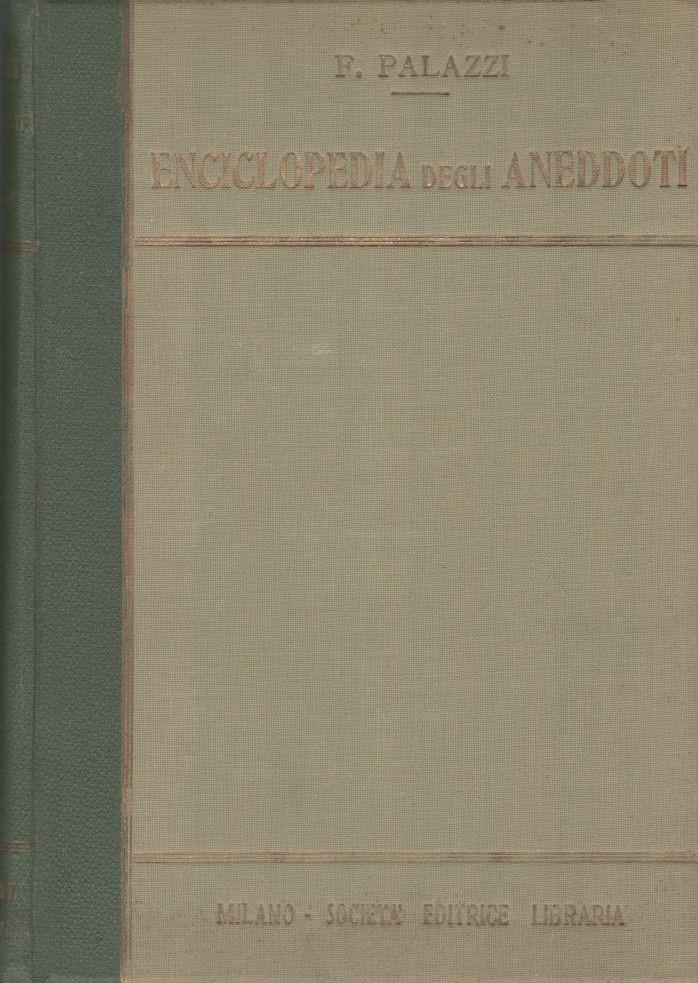 F. PALAZZI
ENCICLOPEDIA DEGLI ANEDDOTI
MILANO - SOCIETA' EDITRICE LIBRARIA